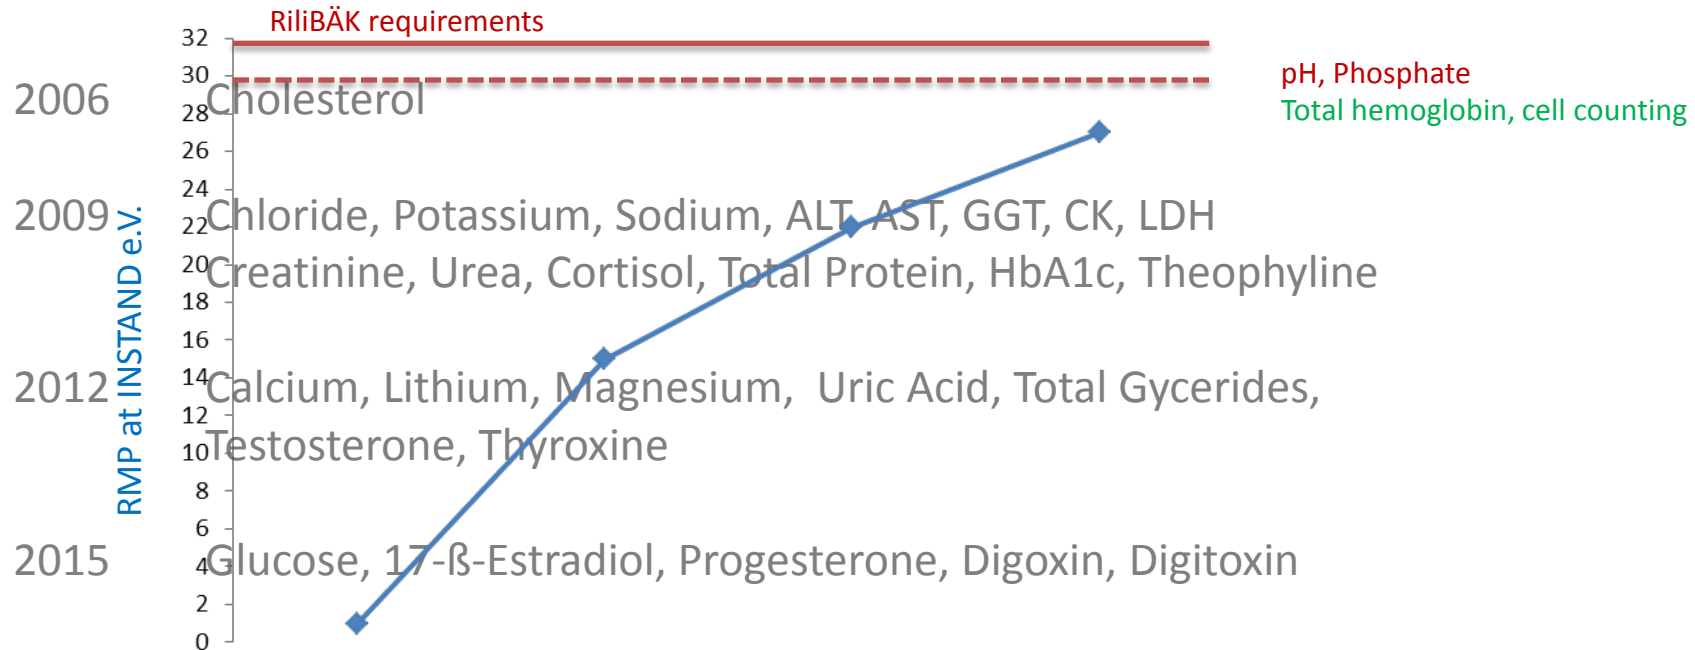 RiliBÄK requirements
32
30
28
26
24
22
20
18
16
14
12
10
8
6
4
2
0
RMP at INSTAND e.V.
pH, Phosphate
Total hemoglobin, cell counting
2006 Cholesterol
2009 Chloride, Potassium, Sodium, ALT, AST, GGT, CK, LDH
Creatinine, Urea, Cortisol, Total Protein, HbA1c, Theophyline
2012 Calcium, Lithium, Magnesium, Uric Acid, Total Gycerides,
Testosterone, Thyroxine
2015 Glucose, 17-ß-Estradiol, Progesterone, Digoxin, Digitoxin